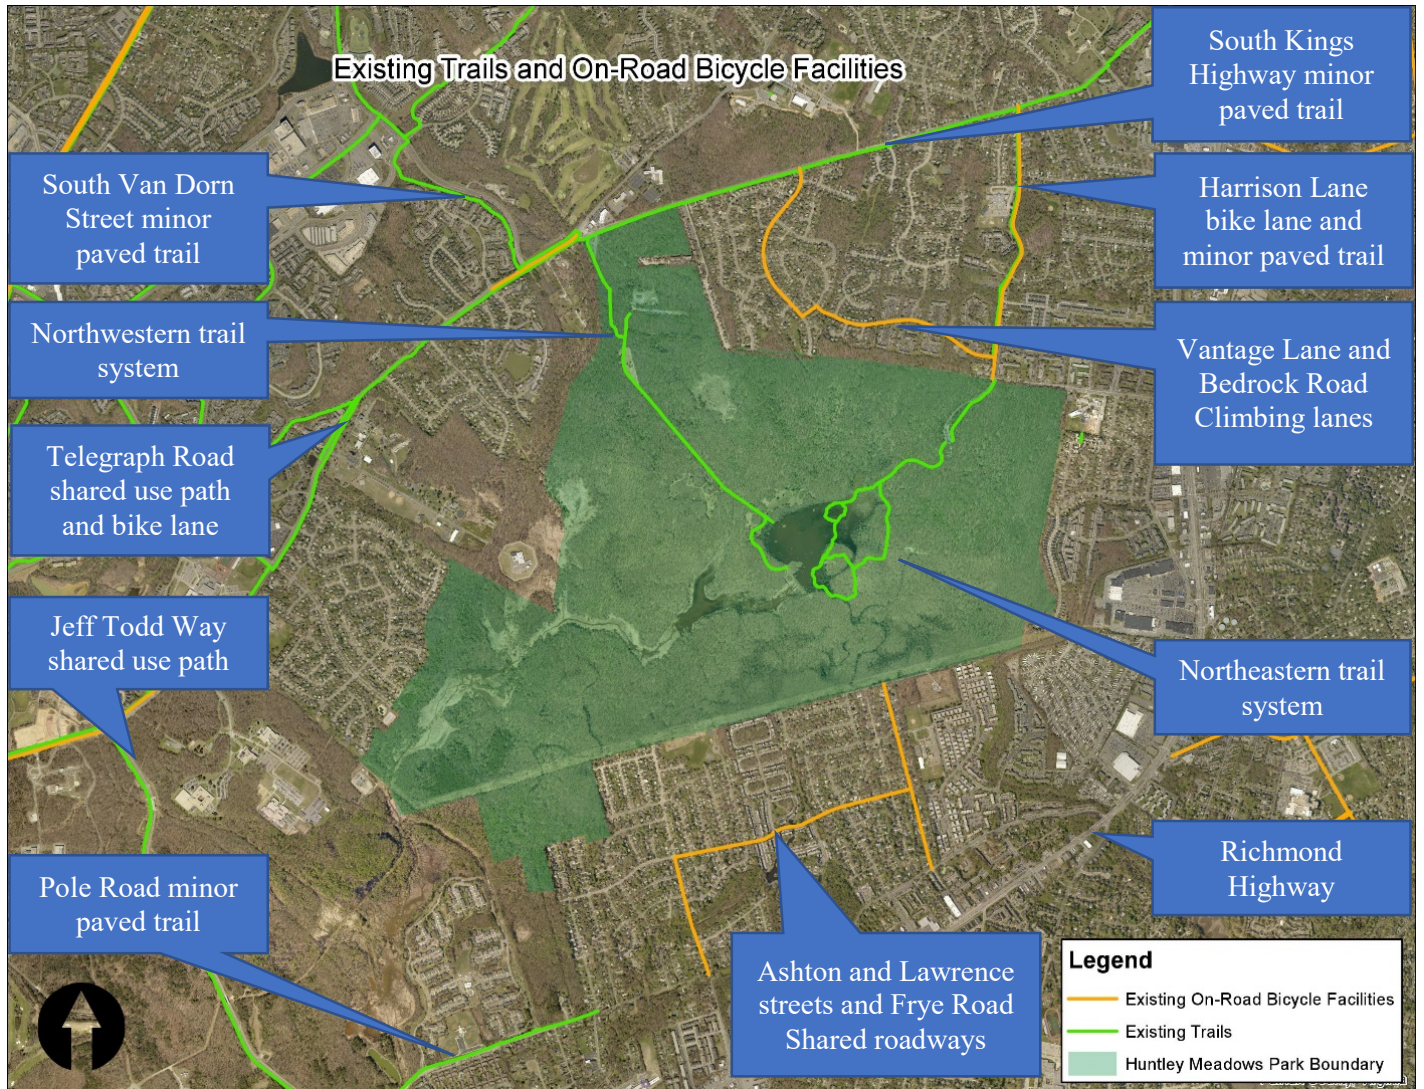 Existing Trails and On-Road Bicycle Facilities
South Kings
Highway minor
paved trail
South Van Dorn
Street minor
paved trail
Harrison Lane
bike lane and
minor paved trail
Northwestern trail
system
Vantage Lane and
Bedrock Road
Climbing lanes
Telegraph Road
shared use path
and bike lane
Jeff Todd Way
shared use path
Northeastern trail
system
Pole Road minor
paved trail
Richmond
Highway
Ashton and Lawrence
streets and Frye Road
Shared roadways
Legend
Existing On-Road Bicycle Facilities
Existing Trails
Huntley Meadows Park Boundary